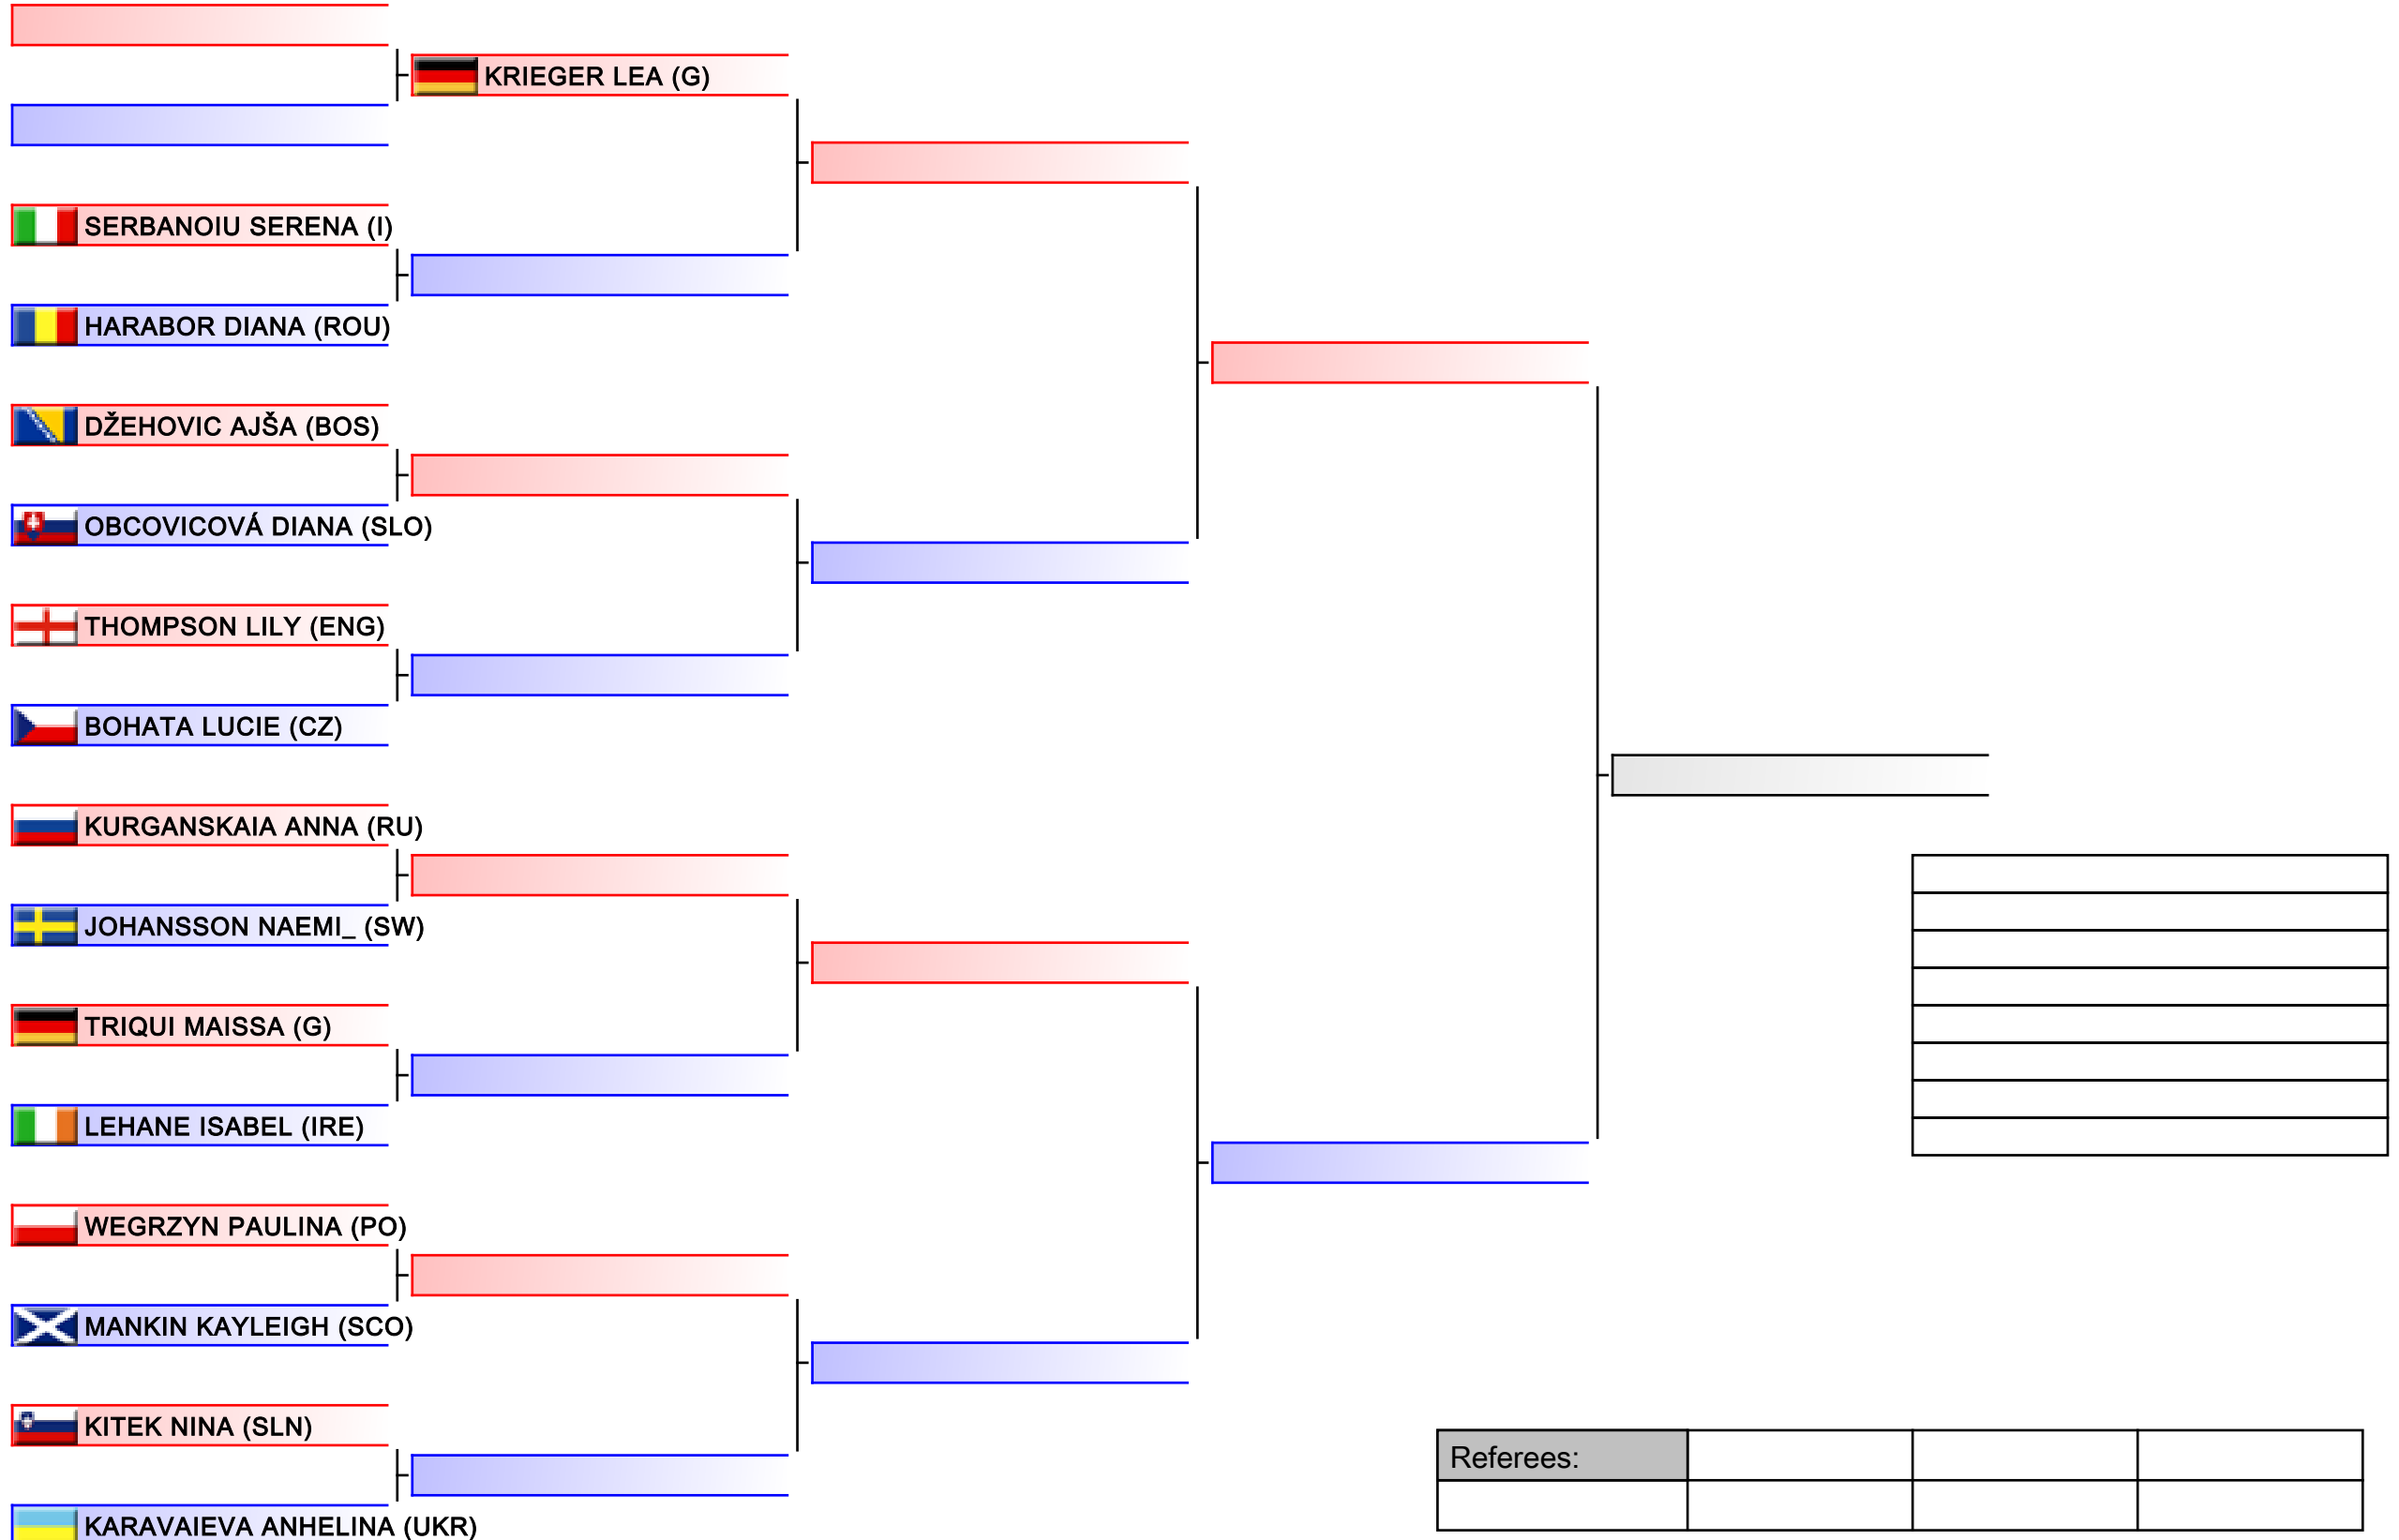 KRIEGER LEA (G)
SERBANOIU SERENA (I)
HARABOR DIANA (ROU)
DŽEHOVIC AJŠA (BOS)
OBCOVICOVÁ DIANA (SLO)
THOMPSON LILY (ENG)
BOHATA LUCIE (CZ)
KURGANSKAIA ANNA (RU)
JOHANSSON NAEMI_ (SW)
TRIQUI MAISSA (G)
LEHANE ISABEL (IRE)
WEGRZYN PAULINA (PO)
MANKIN KAYLEIGH (SCO)
KITEK NINA (SLN)
Referees:
KARAVAIEVA ANHELINA (UKR)